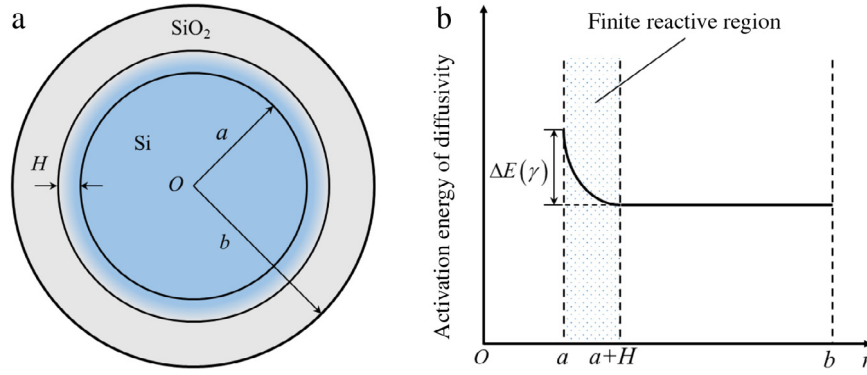 a
SiO₂
Si
a
H
O
b
b
Finite reactive
region
Activation energy of diffusivity
ΔE(γ)
O
a
a+H
b
r